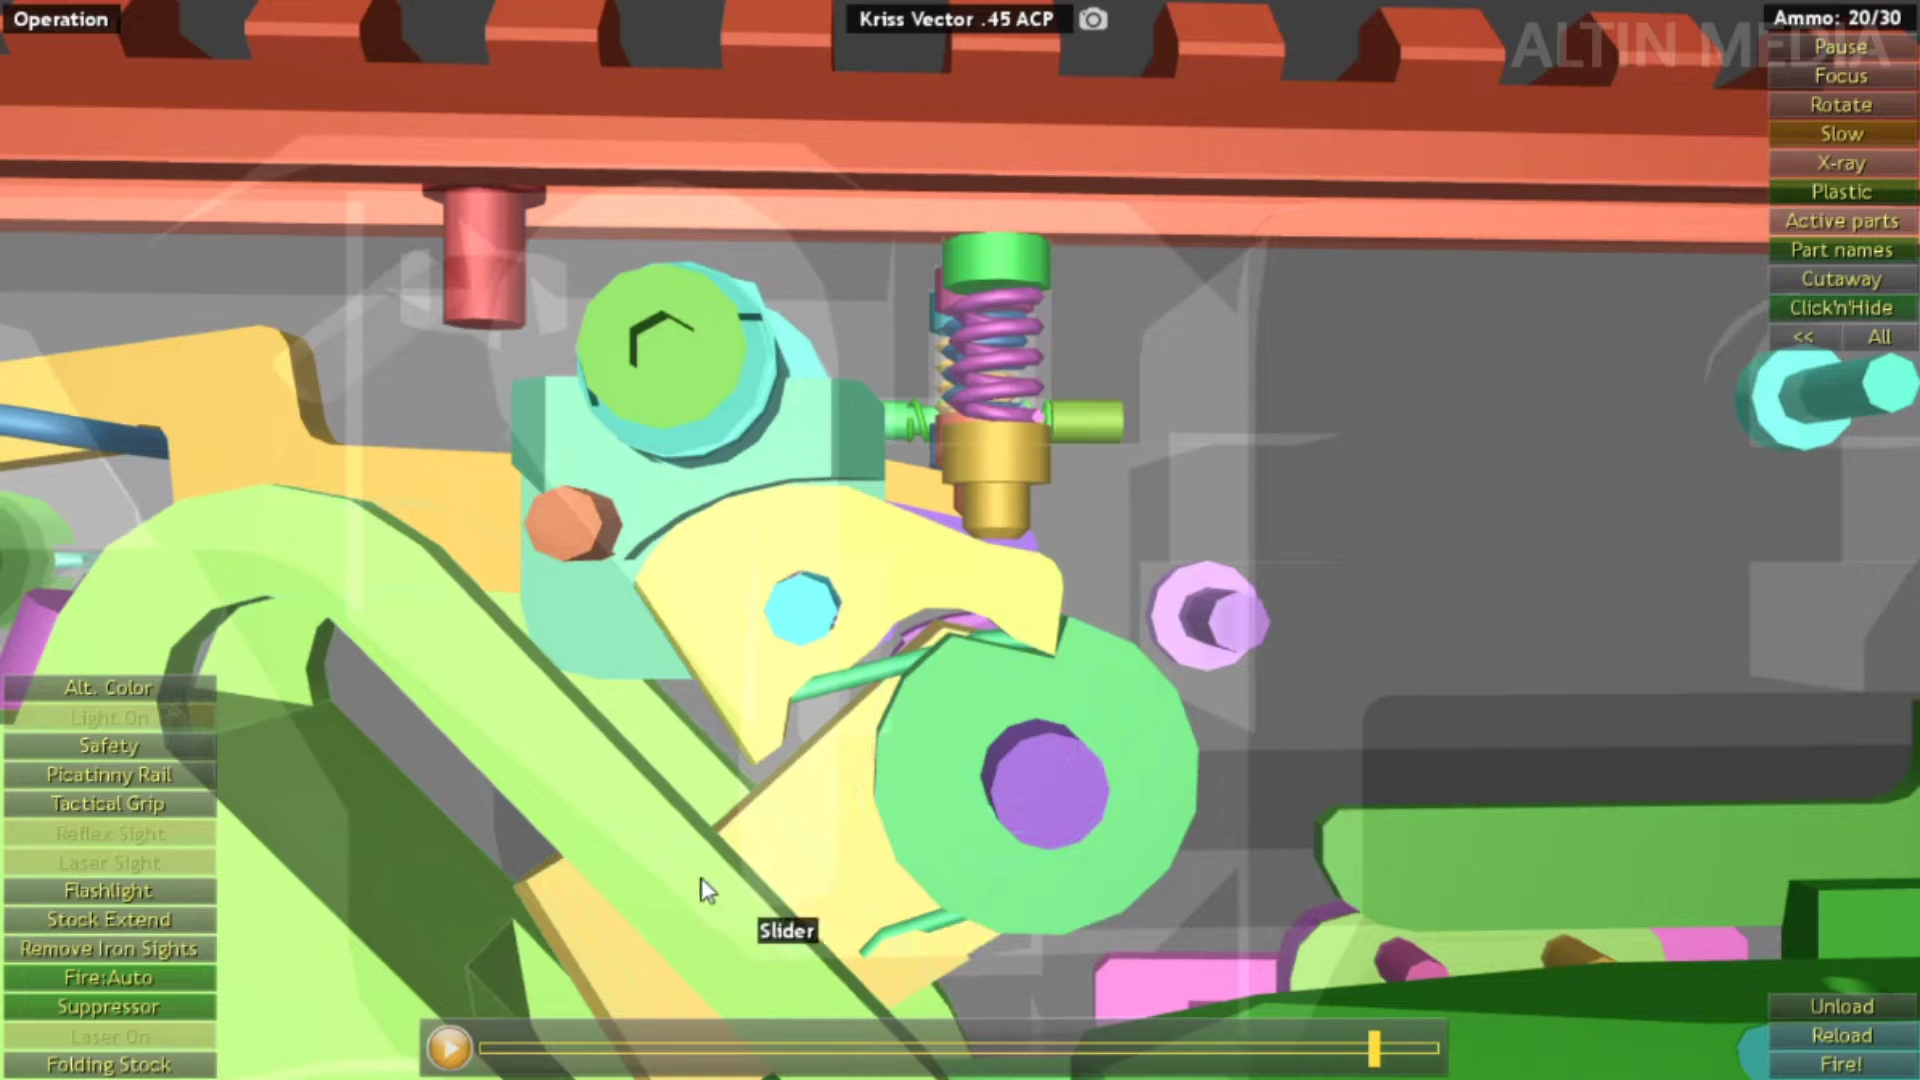 Operation
Kriss Vector .45 ACP
Ammo: 20/30
ALTIN MEDIA
Pause
Focus
Rotate
Slow
X-ray
Plastic
Active parts
Part names
Cutaway
Click'n'Hide
<< All
Alt. Color
Light On
Safety
Picatinny Rail
Tactical Grip
Reflex Sight
Laser Sight
Flashlight
Stock Extend
Slider
Remove Iron Sights
Fire:Auto
Suppressor
Laser On
Folding Stock
Unload
Reload
Fire!